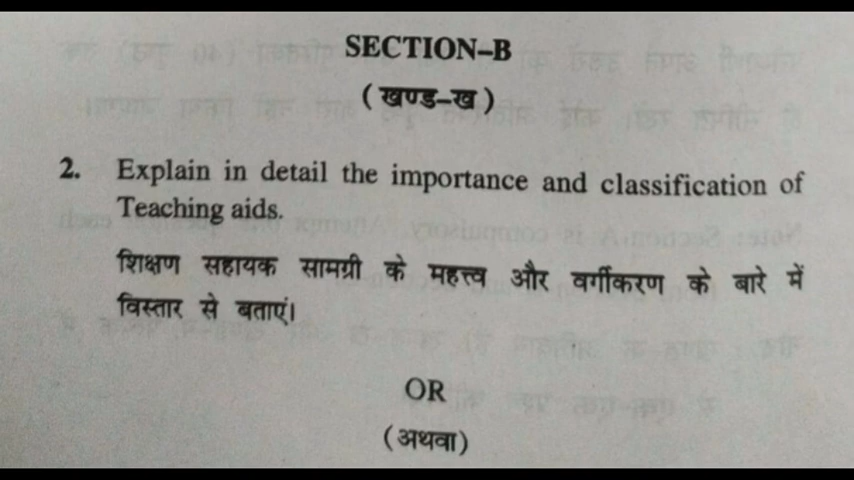 SECTION–B
( खण्ड–ख )
2. Explain in detail the importance and classification of
Teaching aids.
शिक्षण सहायक सामग्री के महत्त्व और वर्गीकरण के बारे में
विस्तार से बताएं।
OR
(अथवा)